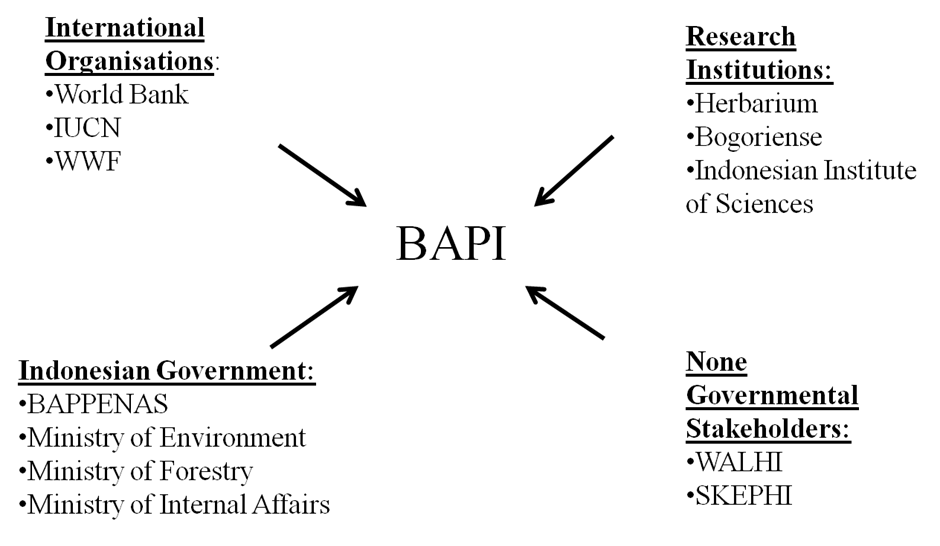 International
Organisations:
•World Bank
•IUCN
•WWF
Research
Institutions:
•Herbarium
•Bogoriense
•Indonesian Institute
of Sciences
BAPI
Indonesian Government:
•BAPPENAS
•Ministry of Environment
•Ministry of Forestry
•Ministry of Internal Affairs
None
Governmental
Stakeholders:
•WALHI
•SKEPHI